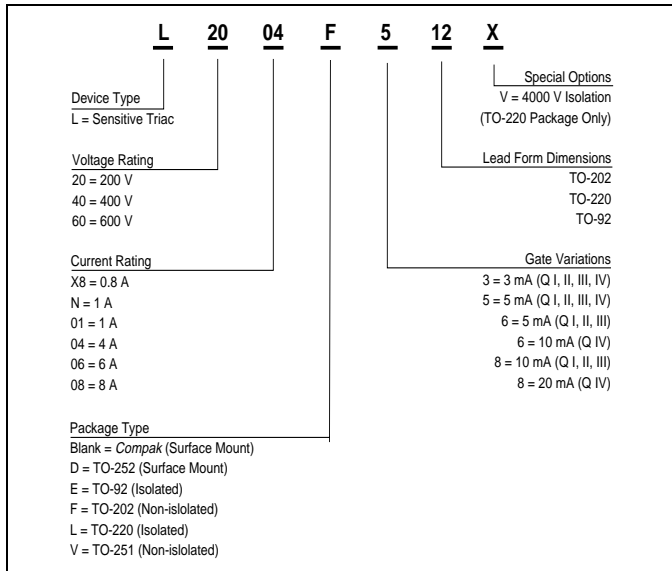 L 20 04 F 5 12 X
Device Type
L = Sensitive Triac
Voltage Rating
20 = 200 V
40 = 400 V
60 = 600 V
Current Rating
X8 = 0.8 A
N = 1 A
01 = 1 A
04 = 4 A
06 = 6 A
08 = 8 A
Package Type
Blank = Compak (Surface Mount)
D = TO-252 (Surface Mount)
E = TO-92 (Isolated)
F = TO-202 (Non-islolated)
L = TO-220 (Isolated)
V = TO-251 (Non-islolated)
Special Options
V = 4000 V Isolation
(TO-220 Package Only)
Lead Form Dimensions
TO-202
TO-220
TO-92
Gate Variations
3 = 3 mA (Q I, II, III, IV)
5 = 5 mA (Q I, II, III, IV)
6 = 5 mA (Q I, II, III)
6 = 10 mA (Q IV)
8 = 10 mA (Q I, II, III)
8 = 20 mA (Q IV)